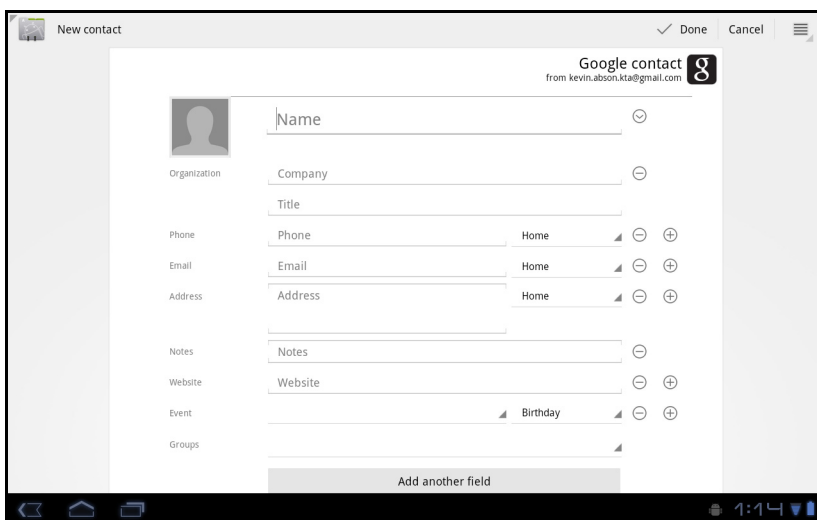 New contact
Done
Cancel
Google contact
from kevin.abson.kta@gmail.com
g
Name
Organization
Company
Title
Phone
Phone
Home
Email
Email
Home
Address
Address
Home
Notes
Notes
Website
Website
Event
Birthday
Groups
Add another field
1:14